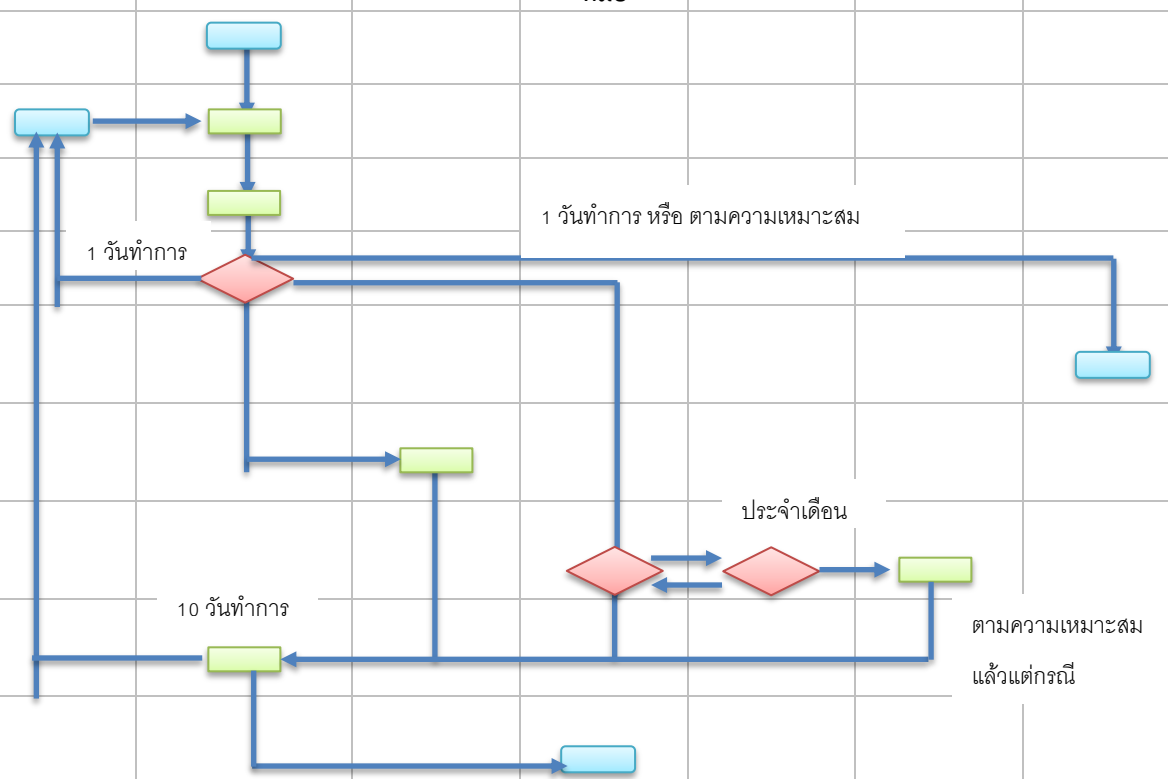 1 วันทำการ หรือ ตามความเหมาะสม
1 วันทำการ
ประจำเดือน
10 วันทำการ
ตามความเหมาะสม
แล้วแต่กรณี